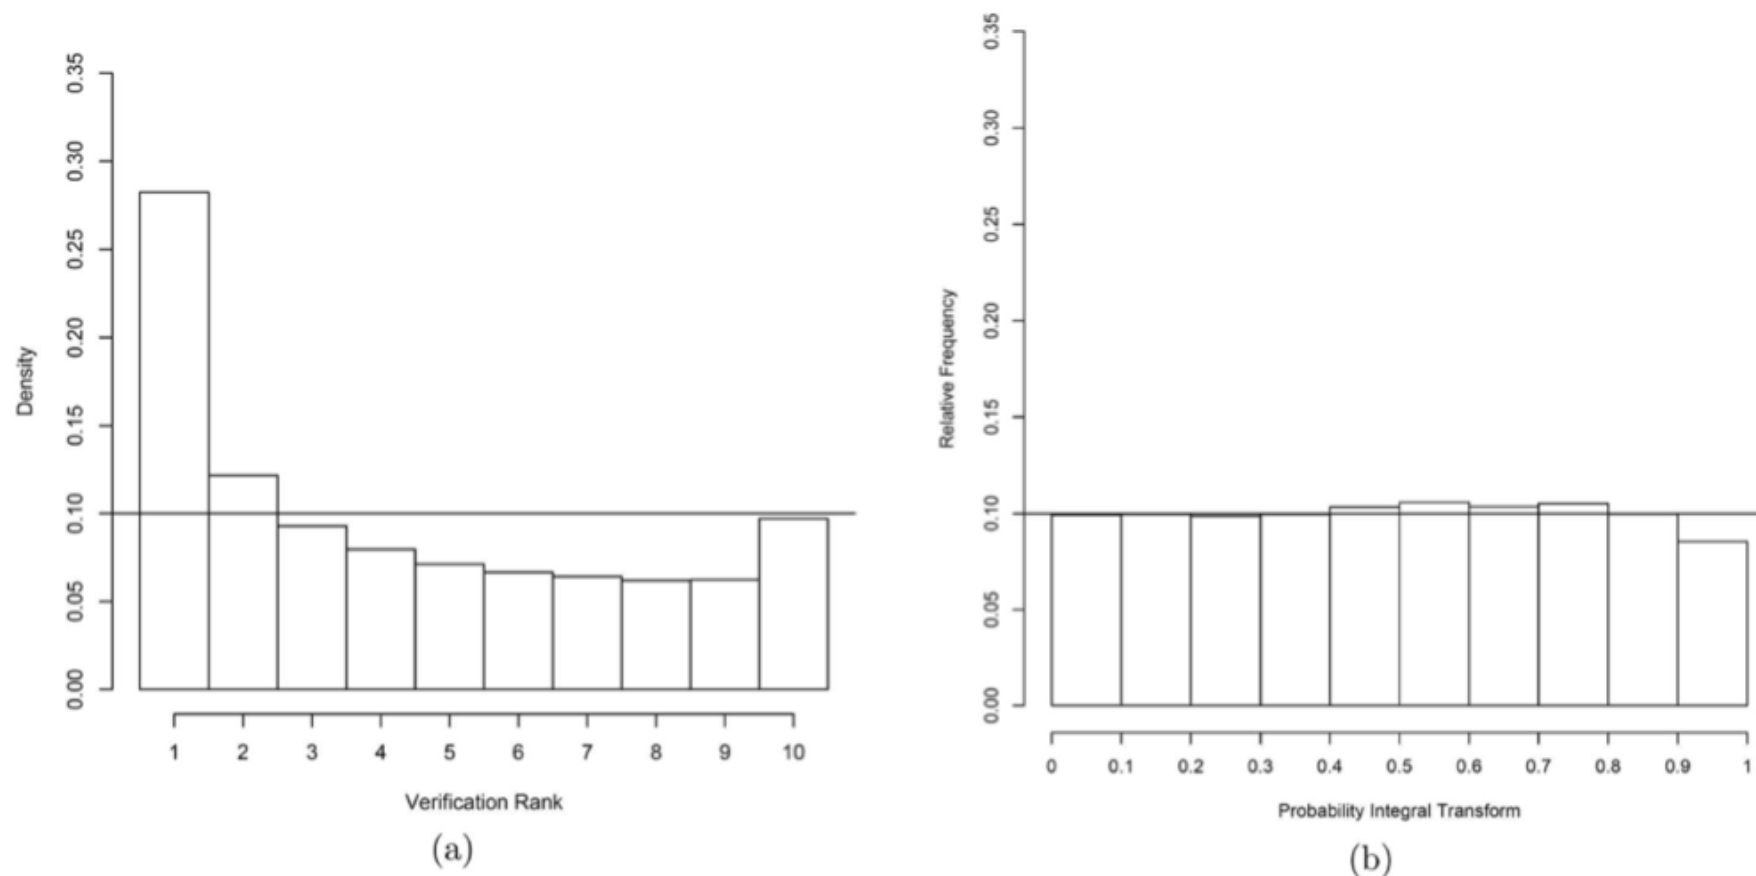 0.35
0.30
0.25
0.20
0.15
0.10
0.05
0.00
Density
1 2 3 4 5 6 7 8 9 10
Verification Rank
(a)
0.35
0.30
0.25
0.20
0.15
0.10
0.05
0.00
Relative Frequency
0 0.1 0.2 0.3 0.4 0.5 0.6 0.7 0.8 0.9 1
Probability Integral Transform
(b)